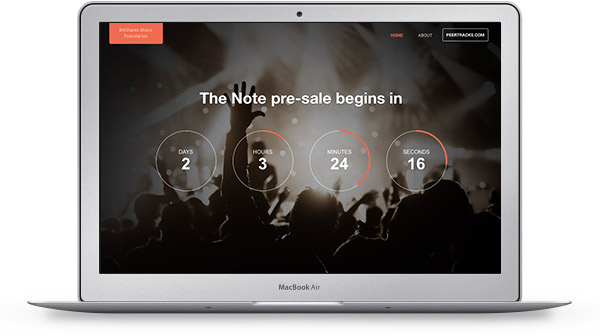 BitShares Music
Foundation
HOME
ABOUT
PEERTRACKS.COM
The Note pre-sale begins in
DAYS
2
HOURS
3
MINUTES
24
SECONDS
16
MacBook Air